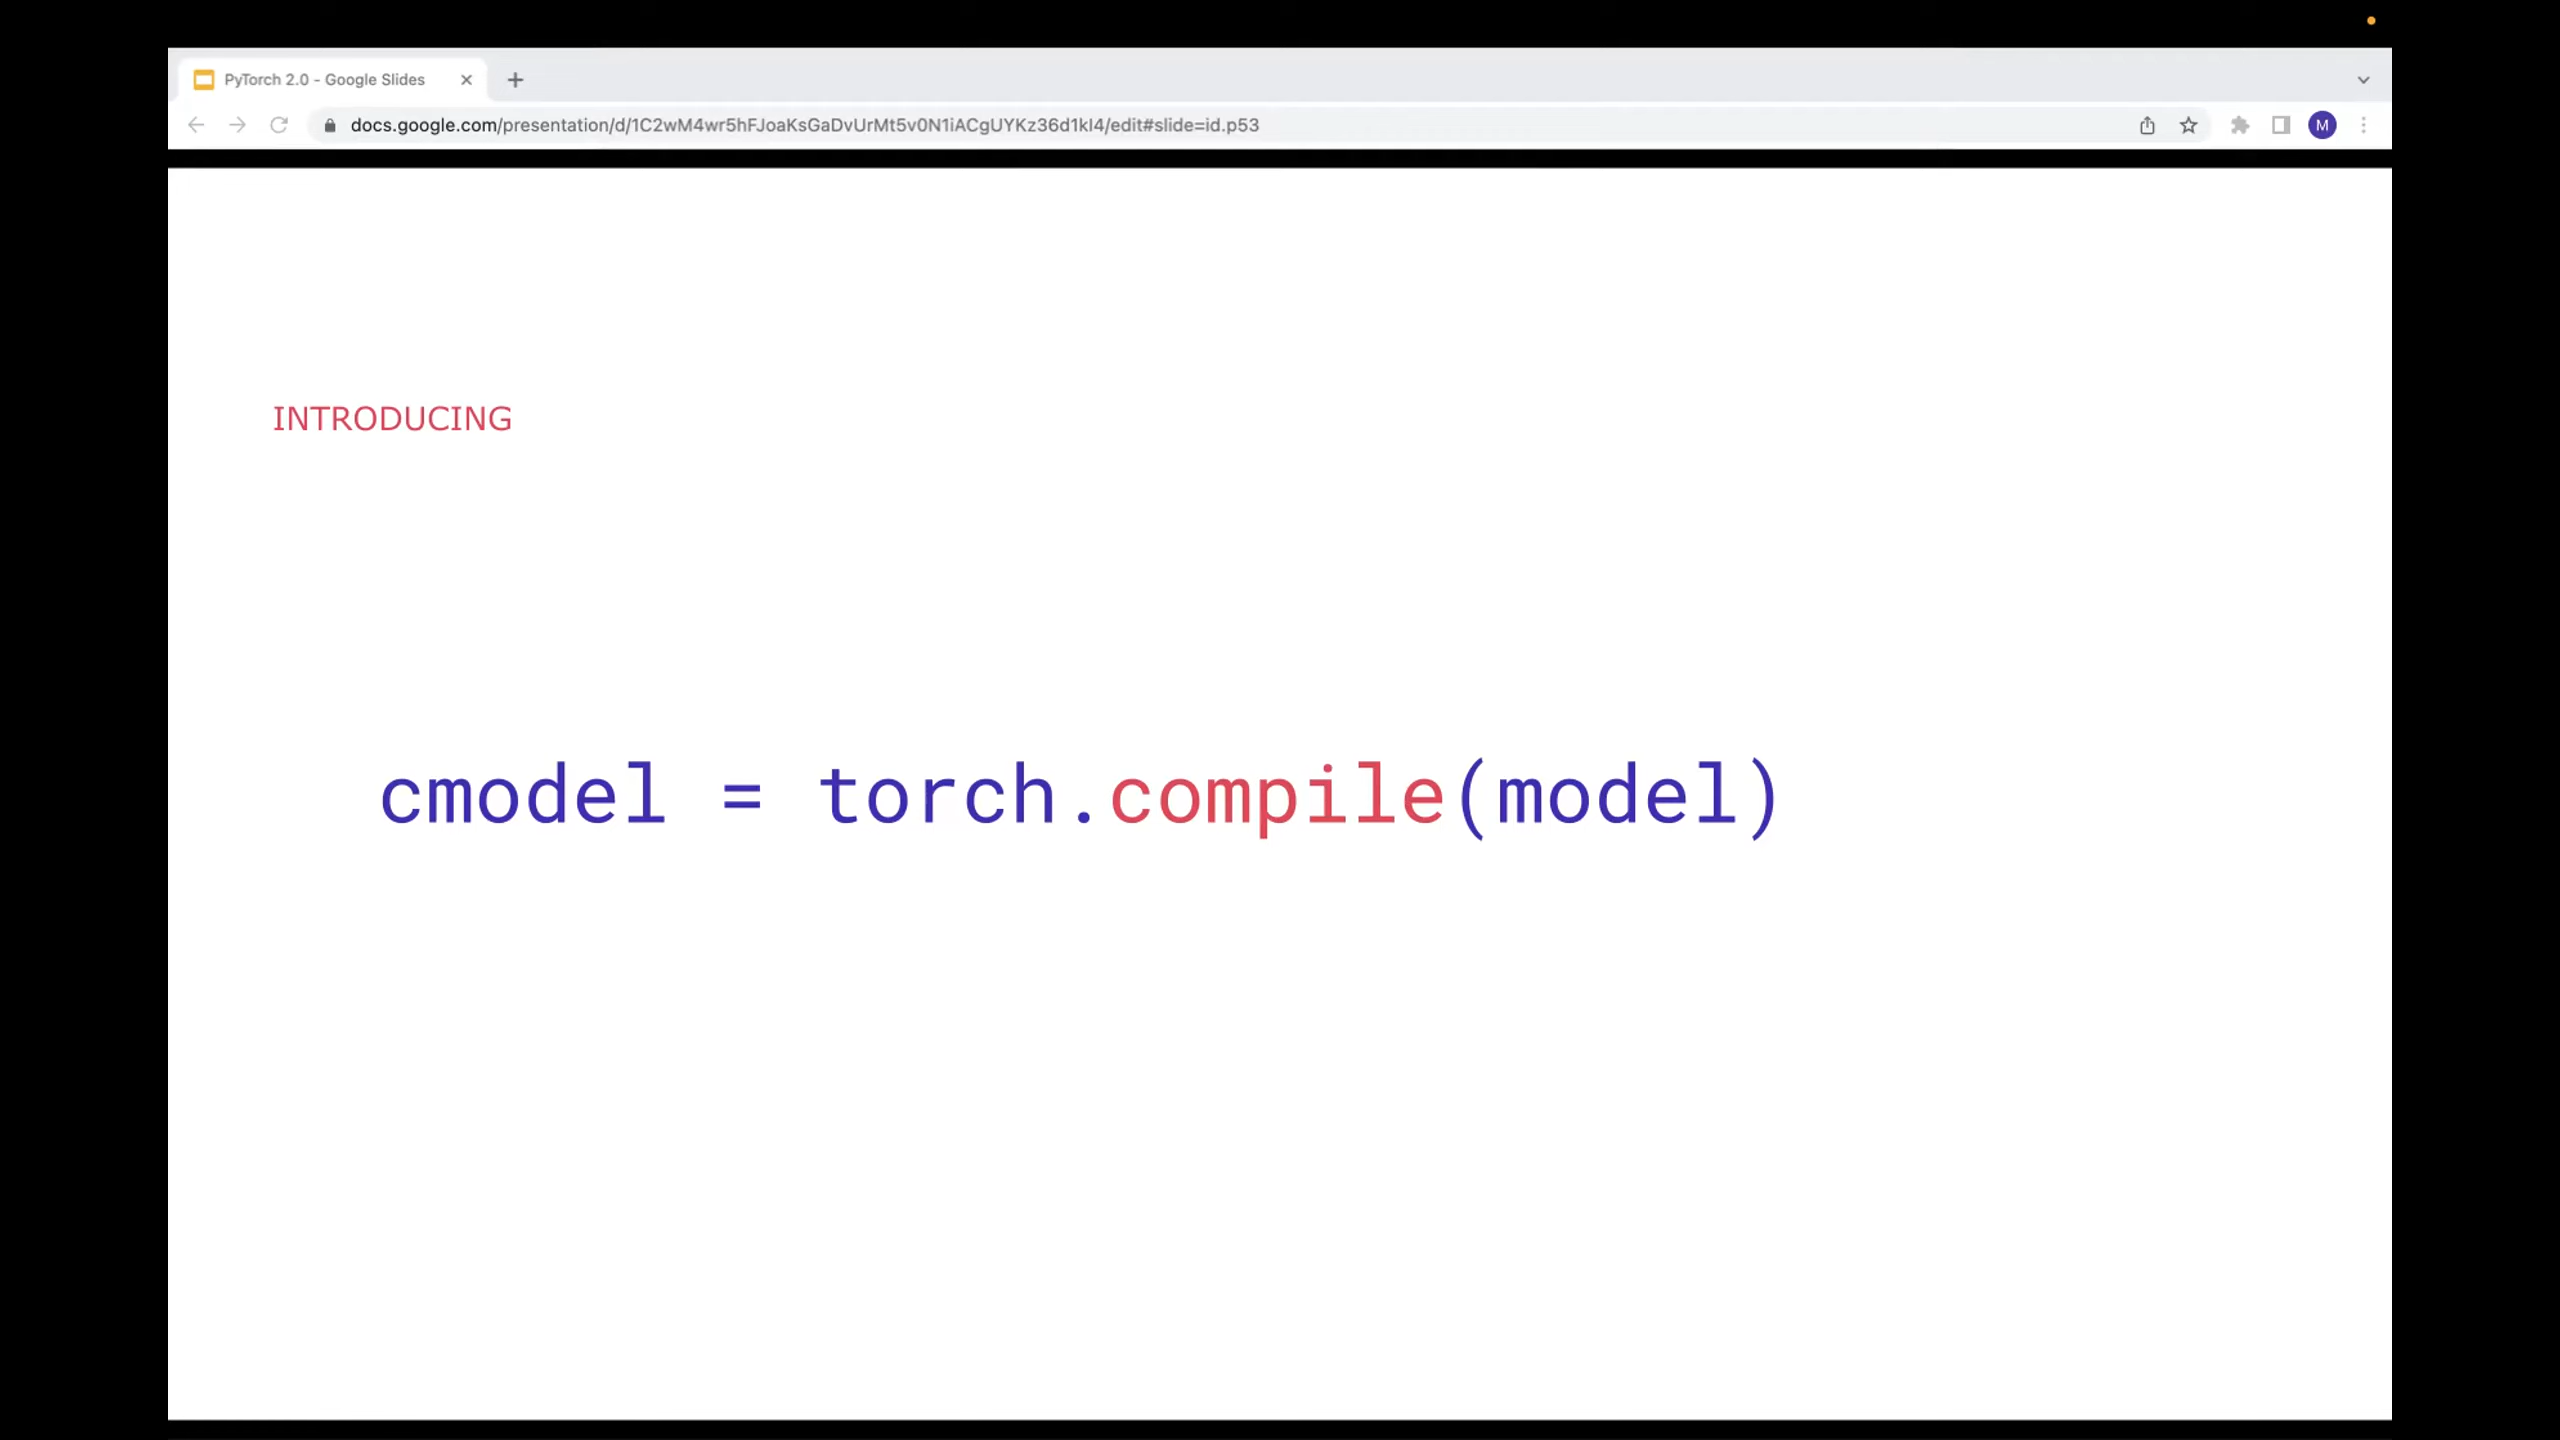 PyTorch 2.0 - Google Slides
docs.google.com/presentation/d/1C2wM4wr5hFJoaKsGaDvUrMt5v0N1iACgUYKz36d1kI4/edit#slide=id.p53
M
INTRODUCING
cmodel = torch.compile(model)